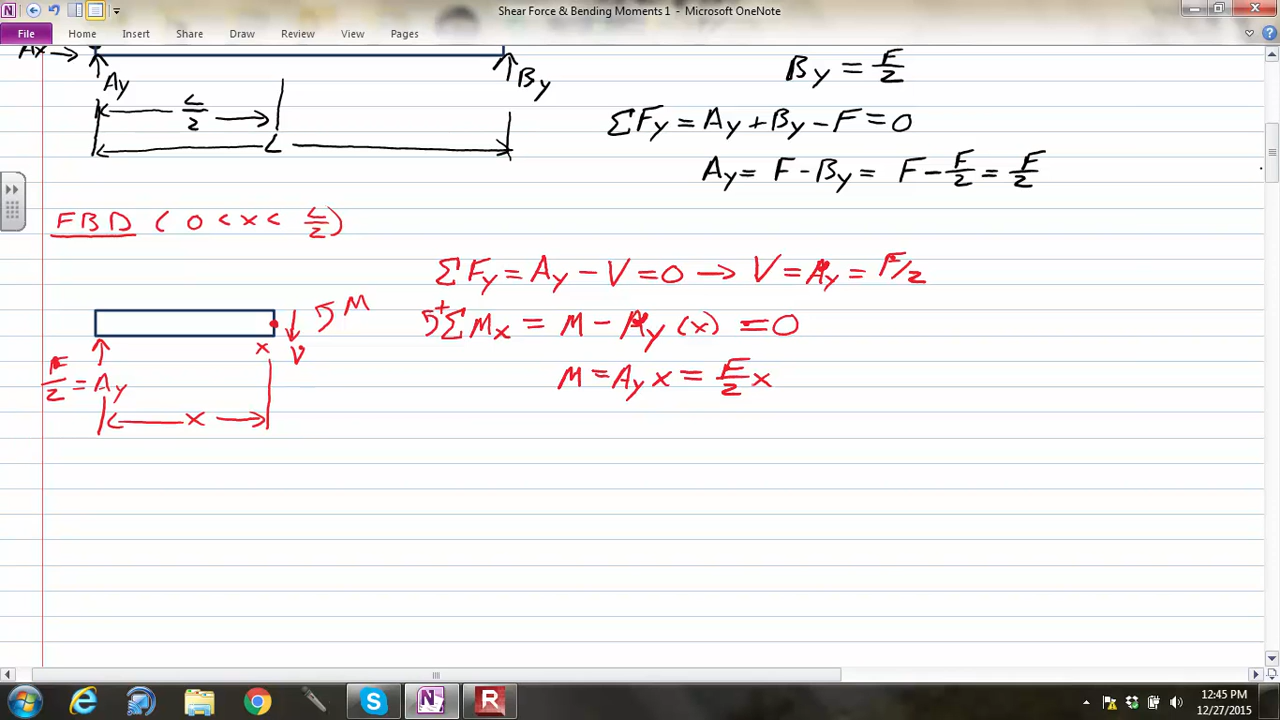 Shear Force & Bending Moments 1 - Microsoft OneNote
File Home Insert Share Draw Review View Pages
Ax →
Ay
By
L/2
L
By = F/2
ΣFy = Ay + By - F = 0
Ay = F - By = F - F/2 = F/2
FBD ( 0 < x < L/2 )
ΣFy = Ay - V = 0 → V = Ay = F/2
M
+ΣMx = M - Ay (x) = 0
x
V
F/2 = Ay
M = Ay x = F/2 x
x
12:45 PM
12/27/2015